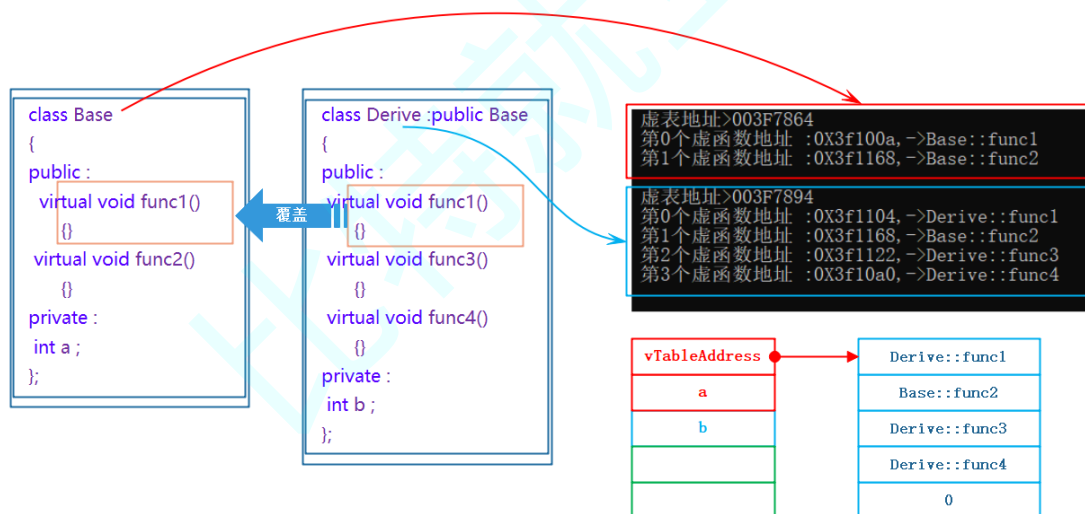 class Base
{
public :
virtual void func1()
{}
virtual void func2()
{}
private :
int a ;
};
覆盖
class Derive :public Base
{
public :
virtual void func1()
{}
virtual void func3()
{}
virtual void func4()
{}
private :
int b ;
};
虚表地址>003F7864
第0个虚函数地址 :0X3f100a,->Base::func1
第1个虚函数地址 :0X3f1168,->Base::func2
虚表地址>003F7894
第0个虚函数地址 :0X3f1104,->Derive::func1
第1个虚函数地址 :0X3f1168,->Base::func2
第2个虚函数地址 :0X3f1122,->Derive::func3
第3个虚函数地址 :0X3f10a0,->Derive::func4
vTableAddress
a
b
Derive::func1
Base::func2
Derive::func3
Derive::func4
0
比特就